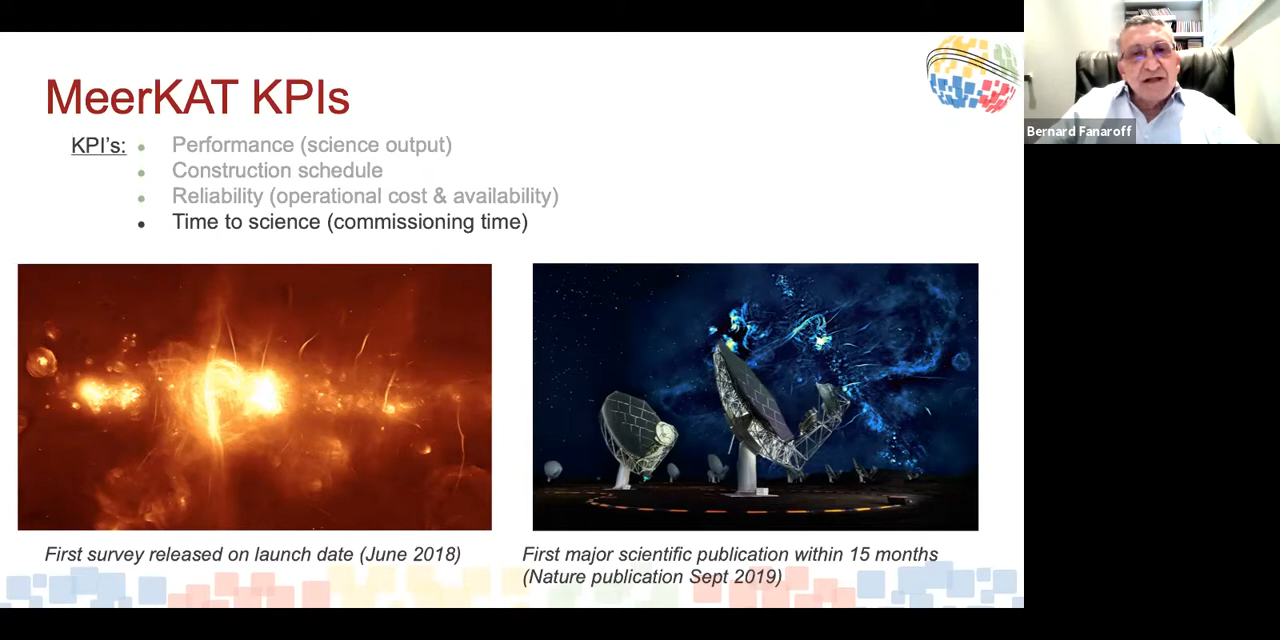 MeerKAT KPIs
KPI's: • Performance (science output)
• Construction schedule
• Reliability (operational cost & availability)
• Time to science (commissioning time)
First survey released on launch date (June 2018)
First major scientific publication within 15 months
(Nature publication Sept 2019)
Bernard Fanaroff